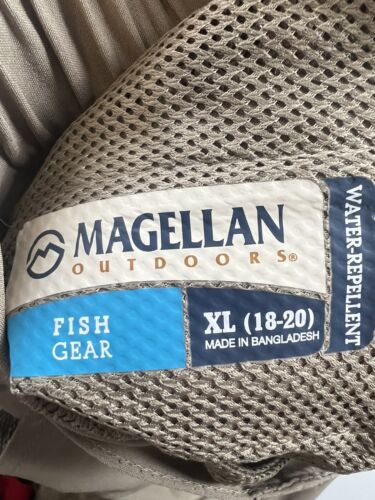 MAGELLAN
OUTDOORS®
FISH
GEAR
XL (18-20)
MADE IN BANGLADESH
WATER-REPELLENT